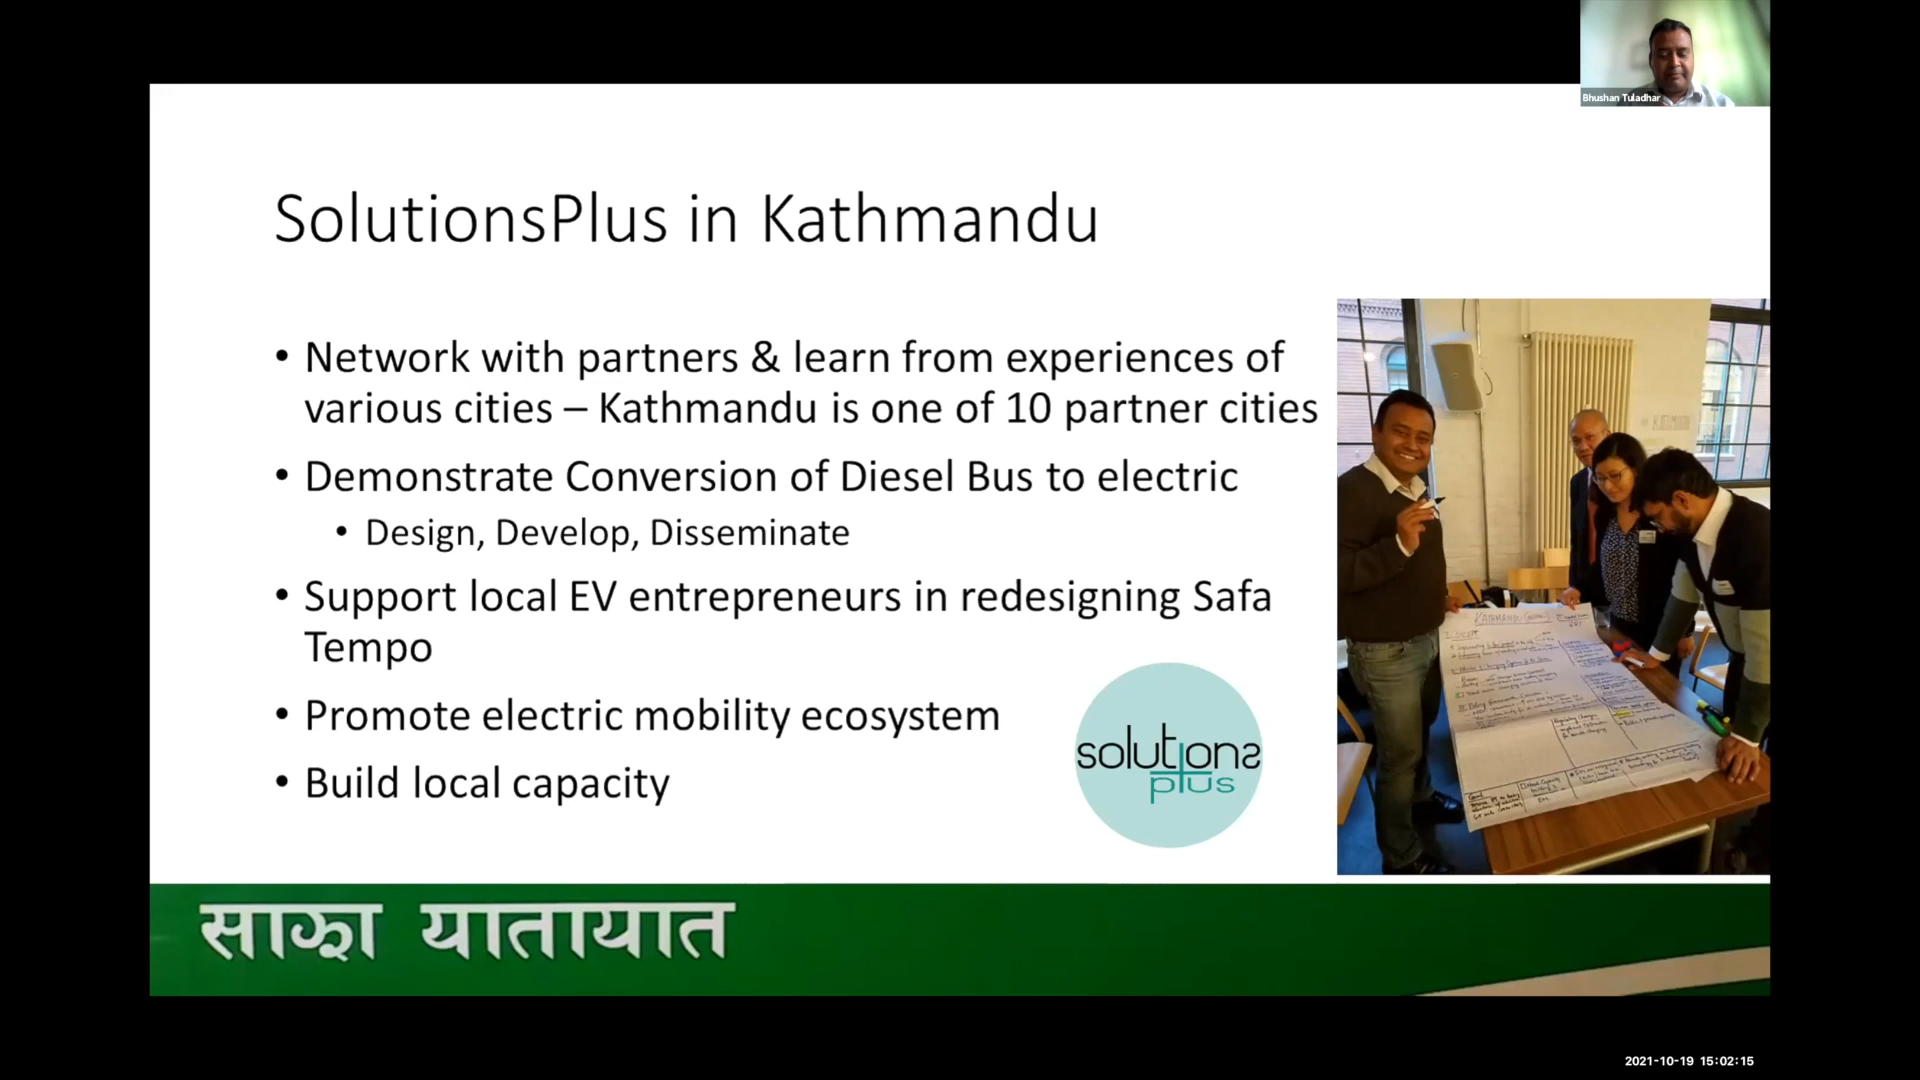 Bhushan Tuladhar
SolutionsPlus in Kathmandu
• Network with partners & learn from experiences of
various cities – Kathmandu is one of 10 partner cities
• Demonstrate Conversion of Diesel Bus to electric
• Design, Develop, Disseminate
• Support local EV entrepreneurs in redesigning Safa
Tempo
• Promote electric mobility ecosystem
• Build local capacity
solutions
plus
KATHMANDU
साझा यातायात
2021-10-19 15:02:15